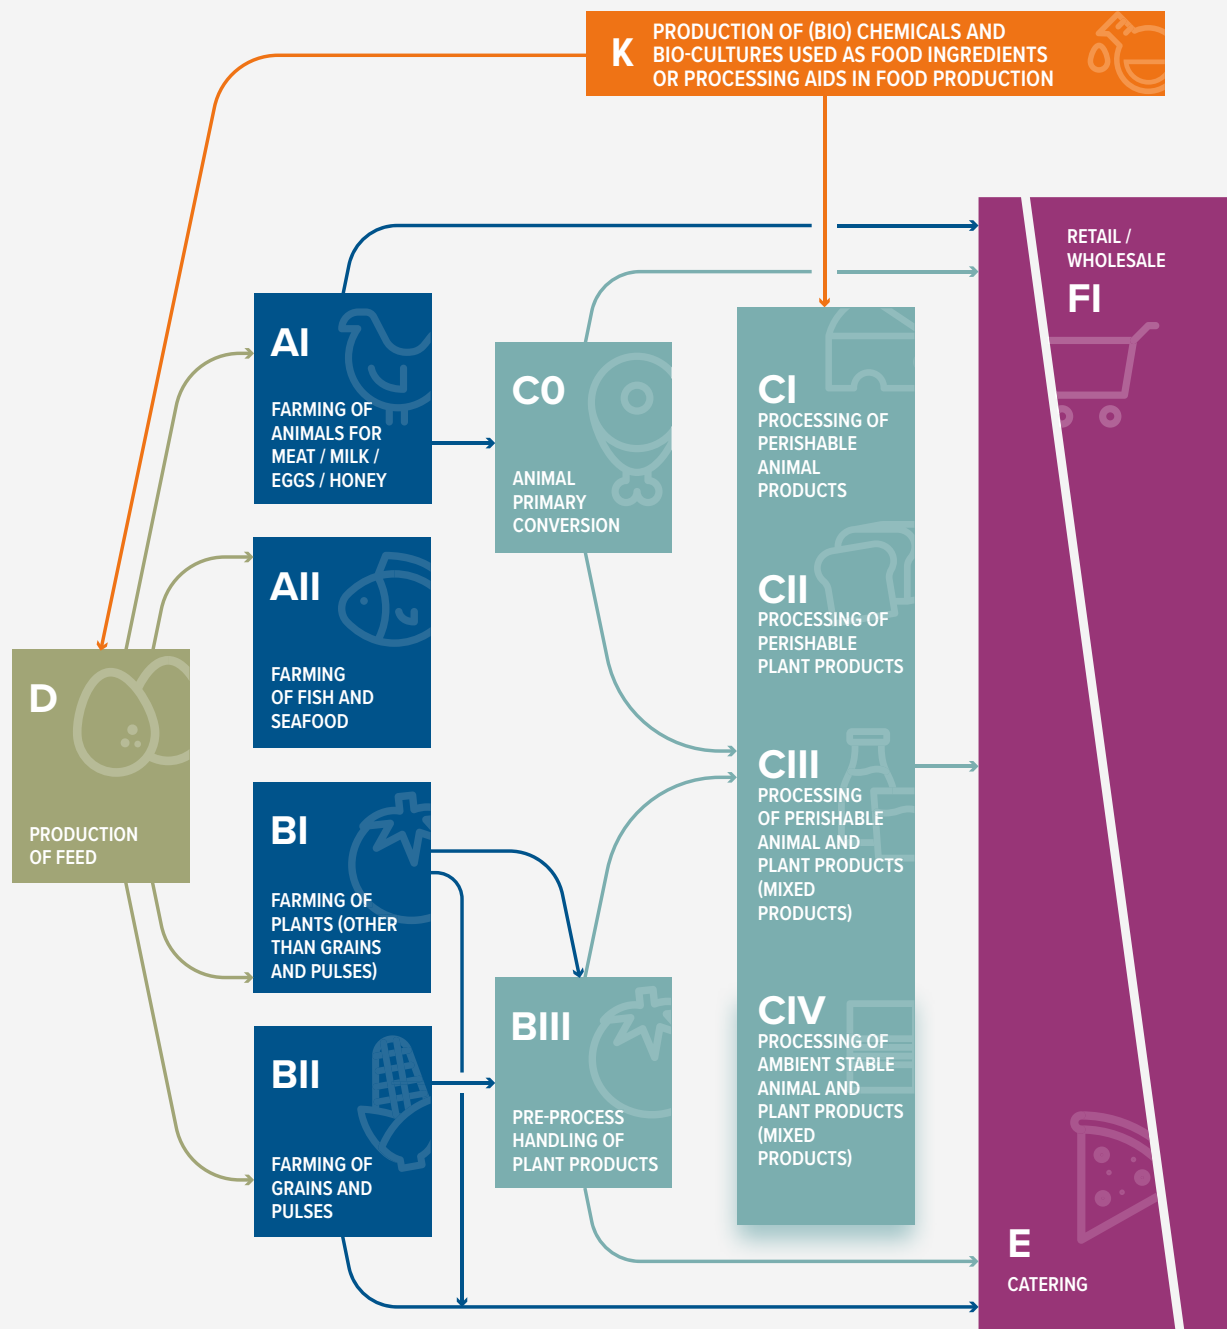 K
PRODUCTION OF (BIO) CHEMICALS AND
BIO-CULTURES USED AS FOOD INGREDIENTS
OR PROCESSING AIDS IN FOOD PRODUCTION
RETAIL /
WHOLESALE
FI
AI
FARMING OF
ANIMALS FOR
MEAT / MILK /
EGGS / HONEY
C0
ANIMAL
PRIMARY
CONVERSION
CI
PROCESSING OF
PERISHABLE
ANIMAL
PRODUCTS
AII
FARMING
OF FISH AND
SEAFOOD
CII
PROCESSING OF
PERISHABLE
PLANT PRODUCTS
D
PRODUCTION
OF FEED
BI
FARMING OF
PLANTS (OTHER
THAN GRAINS
AND PULSES)
CIII
PROCESSING
OF PERISHABLE
ANIMAL AND
PLANT PRODUCTS
(MIXED
PRODUCTS)
BII
FARMING OF
GRAINS AND
PULSES
BIII
PRE-PROCESS
HANDLING OF
PLANT PRODUCTS
CIV
PROCESSING OF
AMBIENT STABLE
ANIMAL AND
PLANT PRODUCTS
(MIXED
PRODUCTS)
E
CATERING